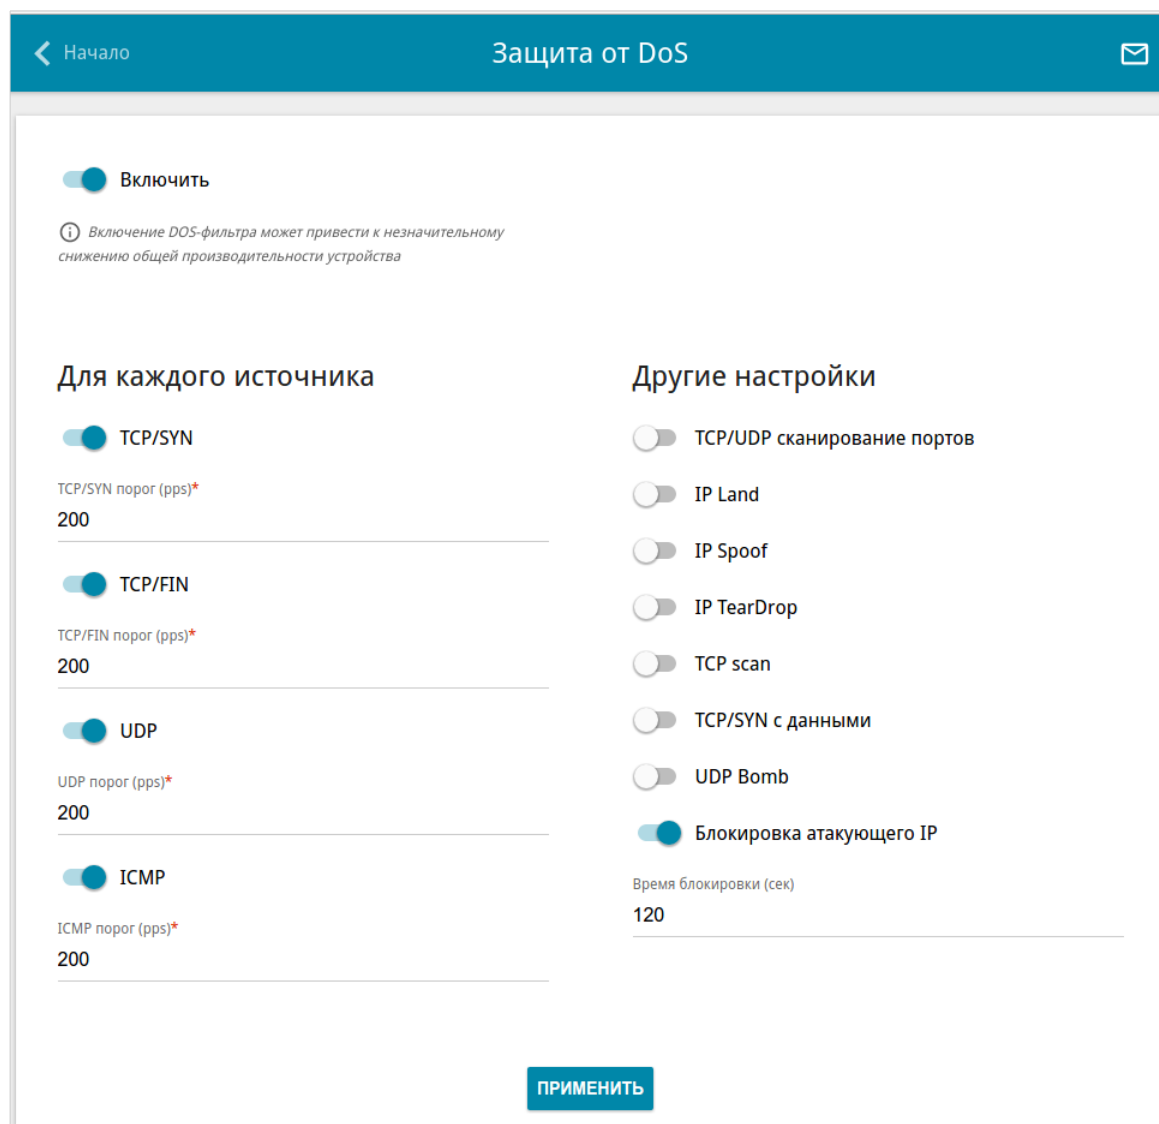 Начало
Защита от DoS
Включить
Включение DOS-фильтра может привести к незначительному
снижению общей производительности устройства
Для каждого источника
TCP/SYN
TCP/SYN порог (pps)*
200
TCP/FIN
TCP/FIN порог (pps)*
200
UDP
UDP порог (pps)*
200
ICMP
ICMP порог (pps)*
200
Другие настройки
TCP/UDP сканирование портов
IP Land
IP Spoof
IP TearDrop
TCP scan
TCP/SYN с данными
UDP Bomb
Блокировка атакующего IP
Время блокировки (сек)
120
ПРИМЕНИТЬ